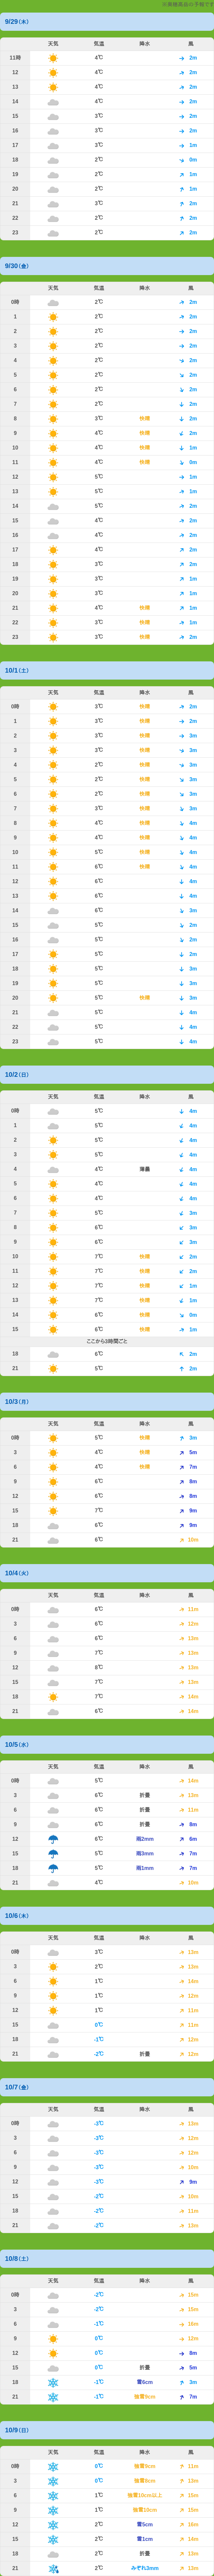 ※実際高低の予想です
9/29 (木)
天気 気温 降水 風
11時 4℃ 2m
12 4℃ 2m
13 4℃ 2m
14 4℃ 2m
15 3℃ 2m
16 3℃ 2m
17 3℃ 1m
18 2℃ 0m
19 2℃ 1m
20 2℃ 1m
21 3℃ 2m
22 2℃ 2m
23 2℃ 2m
9/30 (金)
天気 気温 降水 風
0時 2℃ 2m
1 2℃ 2m
2 2℃ 2m
3 2℃ 2m
4 2℃ 2m
5 2℃ 2m
6 2℃ 2m
7 2℃ 2m
8 3℃ 快晴 2m
9 4℃ 快晴 2m
10 4℃ 快晴 1m
11 4℃ 快晴 0m
12 5℃ 1m
13 5℃ 1m
14 5℃ 2m
15 4℃ 2m
16 4℃ 2m
17 4℃ 2m
18 3℃ 2m
19 3℃ 1m
20 3℃ 1m
21 4℃ 快晴 1m
22 3℃ 快晴 1m
23 3℃ 快晴 2m
10/1 (土)
天気 気温 降水 風
0時 3℃ 快晴 2m
1 3℃ 快晴 2m
2 3℃ 快晴 3m
3 3℃ 快晴 3m
4 2℃ 快晴 3m
5 2℃ 快晴 3m
6 2℃ 快晴 3m
7 3℃ 快晴 3m
8 4℃ 快晴 4m
9 4℃ 快晴 4m
10 5℃ 快晴 4m
11 6℃ 快晴 4m
12 6℃ 4m
13 6℃ 4m
14 6℃ 3m
15 5℃ 2m
16 5℃ 2m
17 5℃ 2m
18 5℃ 3m
19 5℃ 3m
20 5℃ 快晴 3m
21 5℃ 4m
22 5℃ 4m
23 5℃ 4m
10/2 (日)
天気 気温 降水 風
0時 5℃ 4m
1 5℃ 4m
2 5℃ 4m
3 5℃ 4m
4 4℃ 薄曇 4m
5 4℃ 4m
6 4℃ 4m
7 5℃ 3m
8 6℃ 3m
9 6℃ 3m
10 7℃ 快晴 2m
11 7℃ 快晴 2m
12 7℃ 快晴 1m
13 7℃ 快晴 1m
14 6℃ 快晴 0m
15 6℃ 快晴 1m
ここから3時間ごと
18 6℃ 2m
21 5℃ 2m
10/3 (月)
天気 気温 降水 風
0時 5℃ 快晴 3m
3 4℃ 快晴 5m
6 4℃ 快晴 7m
9 6℃ 8m
12 6℃ 8m
15 7℃ 9m
18 6℃ 9m
21 6℃ 10m
10/4 (火)
天気 気温 降水 風
0時 6℃ 11m
3 6℃ 12m
6 6℃ 13m
9 7℃ 13m
12 8℃ 13m
15 7℃ 13m
18 7℃ 14m
21 6℃ 14m
10/5 (水)
天気 気温 降水 風
0時 5℃ 14m
3 6℃ 折畳 13m
6 6℃ 折畳 11m
9 6℃ 折畳 8m
12 6℃ 雨2mm 6m
15 5℃ 雨3mm 7m
18 5℃ 雨1mm 7m
21 4℃ 10m
10/6 (木)
天気 気温 降水 風
0時 3℃ 13m
3 2℃ 13m
6 1℃ 14m
9 1℃ 12m
12 1℃ 11m
15 0℃ 11m
18 -1℃ 12m
21 -2℃ 折畳 12m
10/7 (金)
天気 気温 降水 風
0時 -3℃ 13m
3 -3℃ 12m
6 -3℃ 12m
9 -3℃ 10m
12 -3℃ 9m
15 -2℃ 10m
18 -2℃ 11m
21 -2℃ 13m
10/8 (土)
天気 気温 降水 風
0時 -2℃ 15m
3 -2℃ 15m
6 -1℃ 16m
9 0℃ 12m
12 0℃ 8m
15 0℃ 折畳 5m
18 -1℃ 雪6cm 3m
21 -1℃ 強雪9cm 7m
10/9 (日)
天気 気温 降水 風
0時 0℃ 強雪9cm 11m
3 0℃ 強雪8cm 13m
6 1℃ 強雪10cm以上 15m
9 1℃ 強雪10cm 15m
12 2℃ 雪5cm 16m
15 2℃ 雪1cm 14m
18 2℃ 折畳 13m
21 2℃ みぞれ3mm 13m